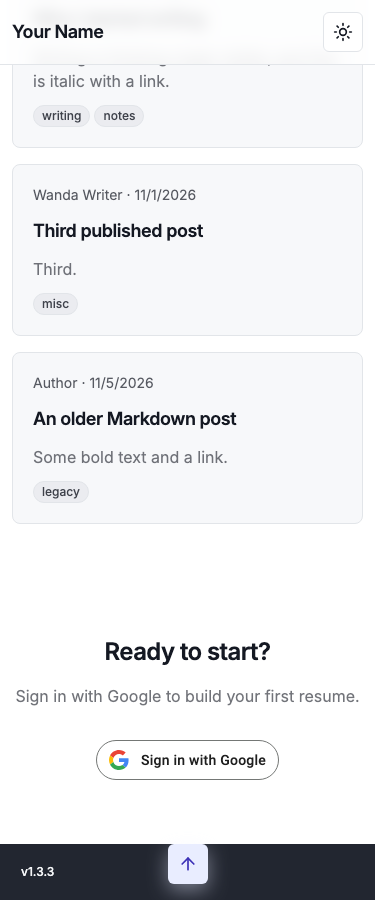 Your Name
is italic with a link.
writing notes
Wanda Writer · 11/1/2026
Third published post
Third.
misc
Author · 11/5/2026
An older Markdown post
Some bold text and a link.
legacy
Ready to start?
Sign in with Google to build your first resume.
Sign in with Google
v1.3.3